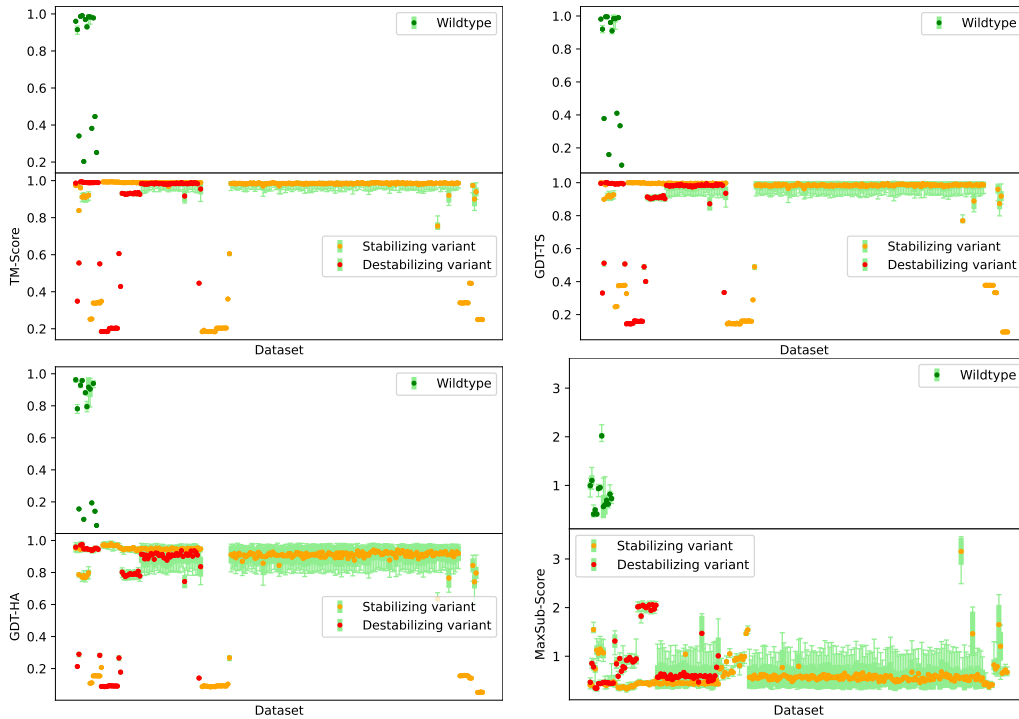 1.0
0.8
0.6
0.4
0.2
Wildtype
1.0
0.8
0.6
0.4
0.2
TM-Score
Stabilizing variant
Destabilizing variant
Dataset
1.0
0.8
0.6
0.4
0.2
Wildtype
1.0
0.8
0.6
0.4
0.2
GDT-TS
Stabilizing variant
Destabilizing variant
Dataset
1.0
0.8
0.6
0.4
0.2
Wildtype
1.0
0.8
0.6
0.4
0.2
GDT-HA
Stabilizing variant
Destabilizing variant
Dataset
3
2
1
Wildtype
3
2
1
MaxSub-Score
Stabilizing variant
Destabilizing variant
Dataset